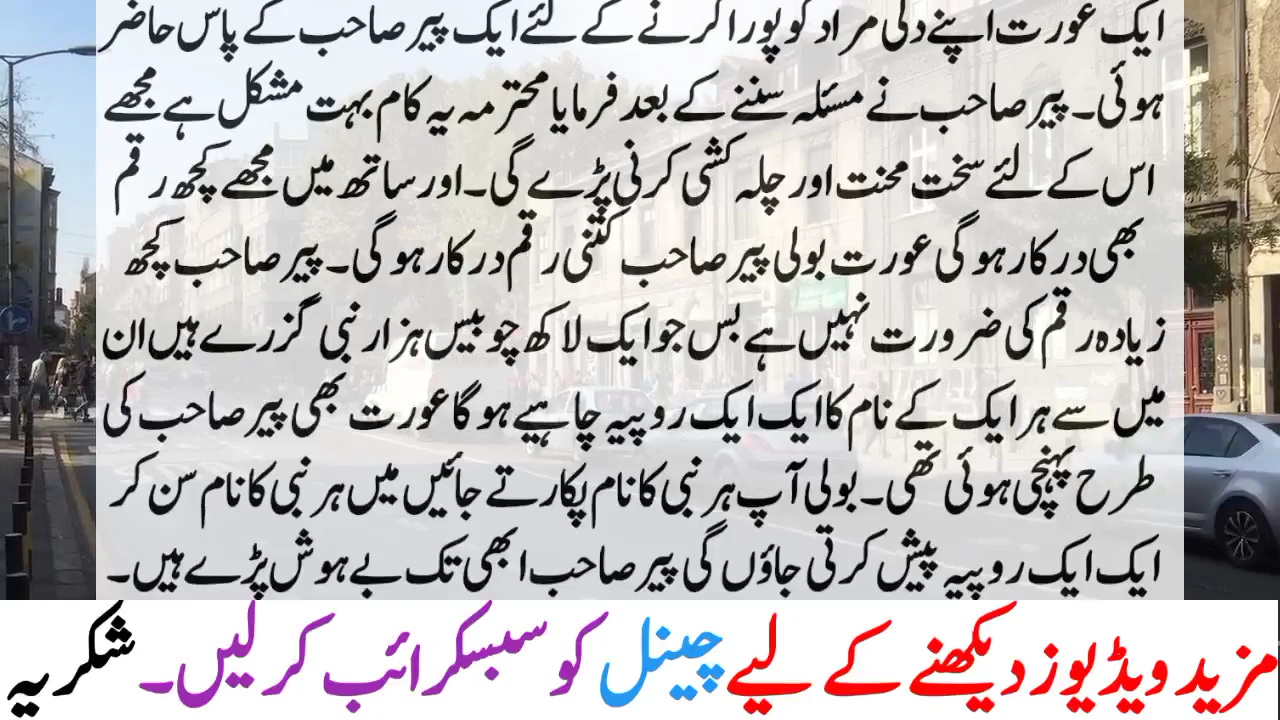 ایک عورت اپنے دلی مراد کو پورا کرنے کے لئے ایک پیر صاحب کے پاس حاضر
ہوئی۔ پیر صاحب نے مسئلہ سننے کے بعد فرمایا محترمہ یہ کام بہت مشکل ہے مجھے
اس کے لئے سخت محنت اور چلہ کشی کرنی پڑے گی۔ اور ساتھ میں مجھے کچھ رقم
بھی درکار ہوگی عورت بولی پیر صاحب کتنی رقم درکار ہوگی۔ پیر صاحب کچھ
زیادہ رقم کی ضرورت نہیں ہے بس جو ایک لاکھ چوبیس ہزار نبی گزرے ہیں ان
میں سے ہر ایک کے نام کا ایک ایک روپیہ چاہیے ہوگا عورت بھی پیر صاحب کی
طرح پہنچی ہوئی تھی۔ بولی آپ ہر نبی کا نام پکارتے جائیں میں ہر نبی کا نام سن کر
ایک ایک روپیہ پیش کرتی جاؤں گی پیر صاحب ابھی تک بے ہوش پڑے ہیں۔
مزید ویڈیوز دیکھنے کے لیے چینل کو سبسکرائب کر لیں۔ شکریہ